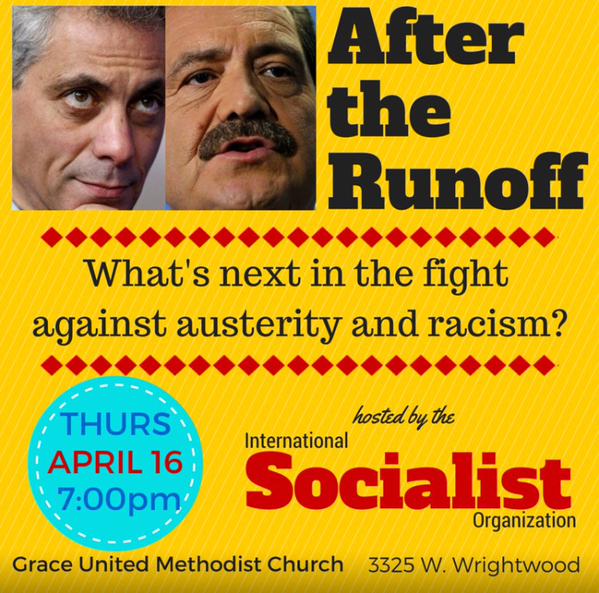 After
the
Runoff
What's next in the fight
against austerity and racism?
THURS
APRIL 16
7:00pm
hosted by the
International
Socialist
Organization
Grace United Methodist Church 3325 W. Wrightwood